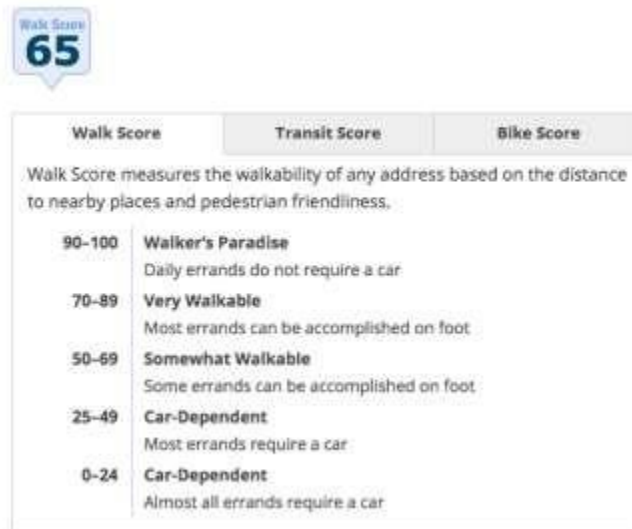 Walk Score
65
Walk Score Transit Score Bike Score
Walk Score measures the walkability of any address based on the distance
to nearby places and pedestrian friendliness.
90–100 Walker's Paradise
Daily errands do not require a car
70–89 Very Walkable
Most errands can be accomplished on foot
50–69 Somewhat Walkable
Some errands can be accomplished on foot
25–49 Car-Dependent
Most errands require a car
0–24 Car-Dependent
Almost all errands require a car